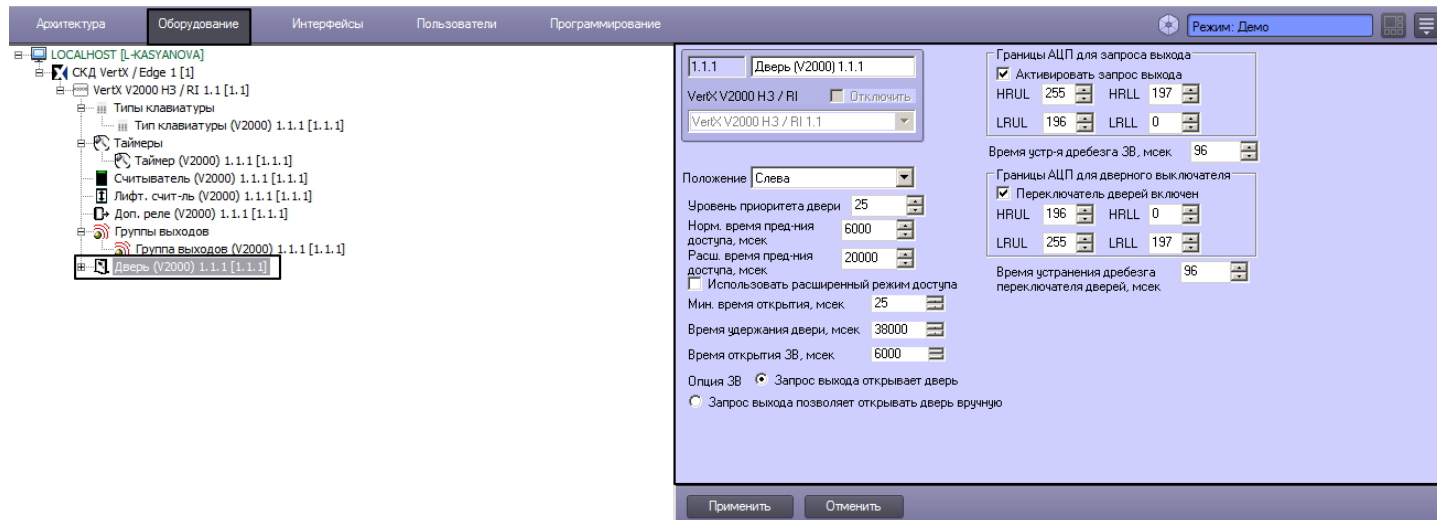 Архитектура Оборудование Интерфейсы Пользователи Программирование Режим: Демо
LOCALHOST [L-KASYANOVA]
СКД VertX / Edge 1 [1]
VertX V2000 H3 / RI 1.1 [1.1]
Типы клавиатуры
Тип клавиатуры (V2000) 1.1.1 [1.1.1]
Таймеры
Таймер (V2000) 1.1.1 [1.1.1]
Считыватель (V2000) 1.1.1 [1.1.1]
Лифт. счит-ль (V2000) 1.1.1 [1.1.1]
Доп. реле (V2000) 1.1.1 [1.1.1]
Группы выходов
Группа выходов (V2000) 1.1.1 [1.1.1]
Дверь (V2000) 1.1.1 [1.1.1]
1.1.1 Дверь (V2000) 1.1.1
VertX V2000 H3 / RI Отключить
VertX V2000 H3 / RI 1.1
Положение Слева
Уровень приоритета двери 25
Норм. время пред-ния
доступа, мсек 6000
Расш. время пред-ния
доступа, мсек 20000
Использовать расширенный режим доступа
Мин. время открытия, мсек 25
Время удержания двери, мсек 38000
Время открытия ЗВ, мсек 6000
Опция ЗВ Запрос выхода открывает дверь
Запрос выхода позволяет открывать дверь вручную
Границы АЦП для запроса выхода
Активировать запрос выхода
HRUL 255 HRLL 197
LRUL 196 LRLL 0
Время устр-я дребезга ЗВ, мсек 96
Границы АЦП для дверного выключателя
Переключатель дверей включен
HRUL 196 HRLL 0
LRUL 255 LRLL 197
Время устранения дребезга 96
переключателя дверей, мсек
Применить Отменить